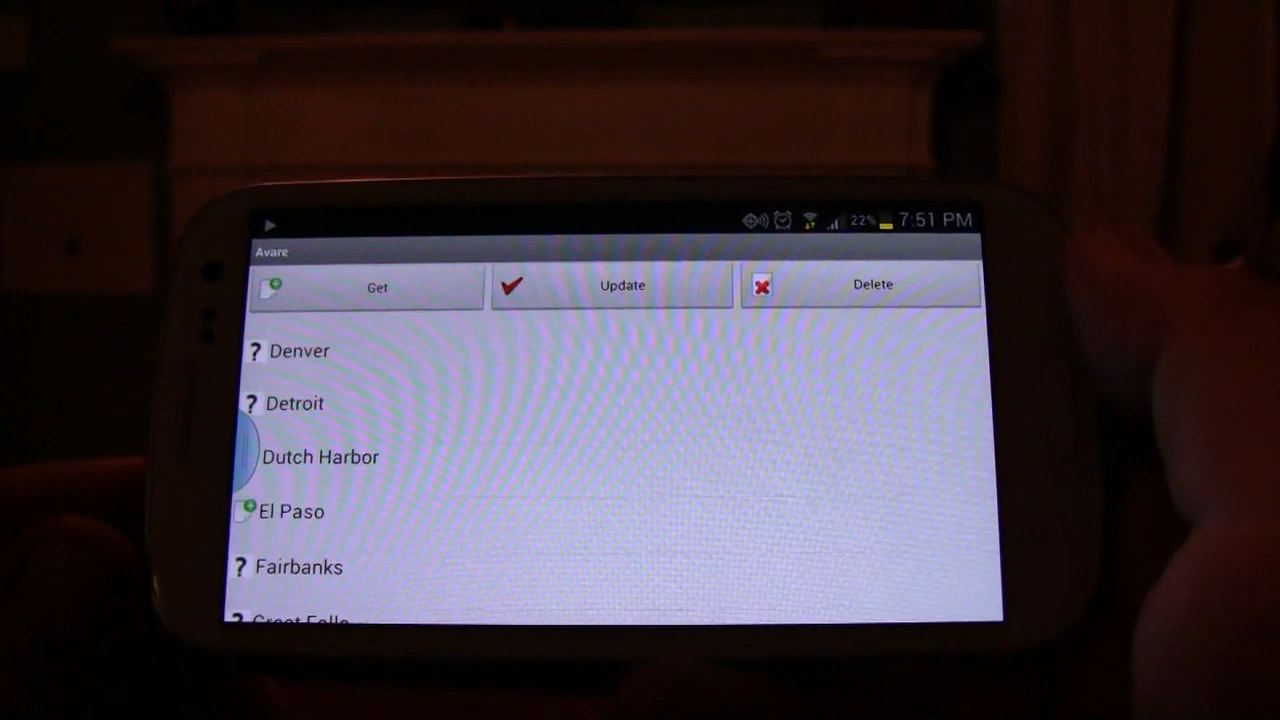 22% 7:51 PM
Avare
Get Update Delete
? Denver
? Detroit
Dutch Harbor
El Paso
? Fairbanks
? Great Falls